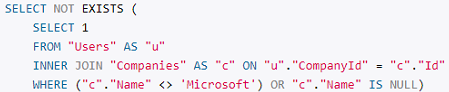 SELECT NOT EXISTS (
SELECT 1
FROM "Users" AS "u"
INNER JOIN "Companies" AS "c" ON "u"."CompanyId" = "c"."Id"
WHERE ("c"."Name" <> 'Microsoft') OR "c"."Name" IS NULL)